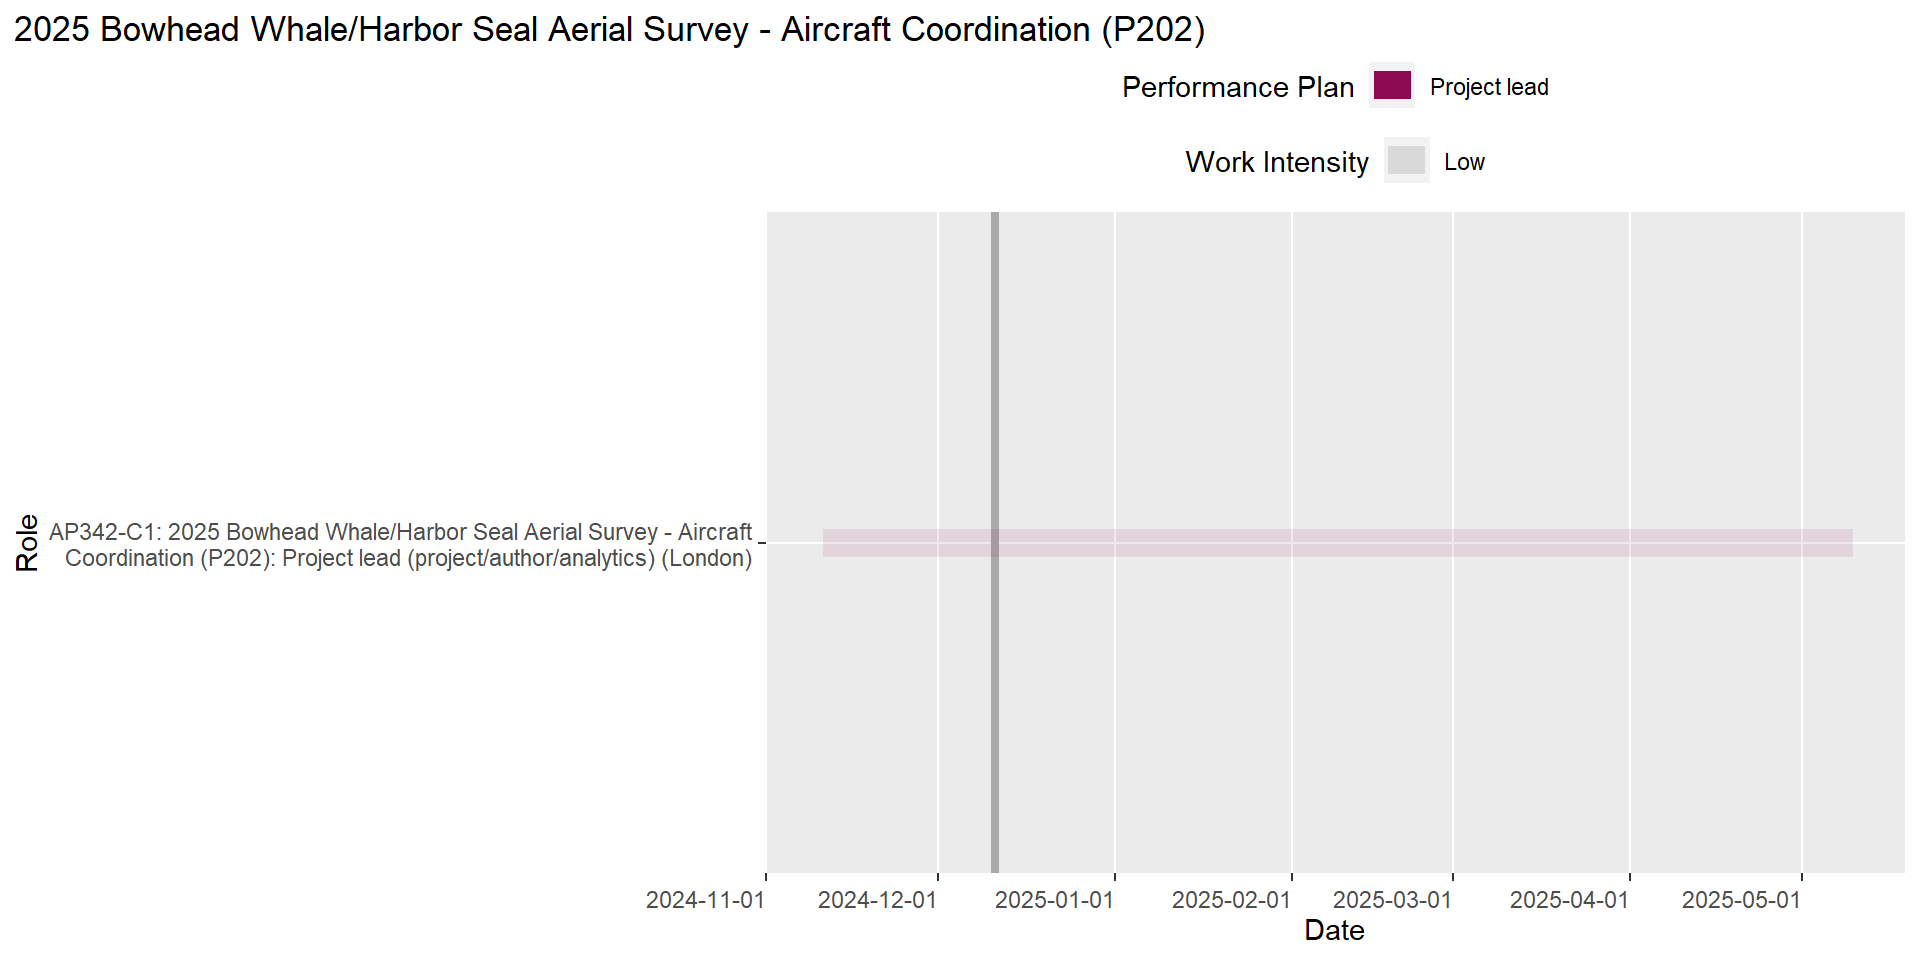 2025 Bowhead Whale/Harbor Seal Aerial Survey - Aircraft Coordination (P202)
Performance Plan
Project lead
Work Intensity
Low
Role
AP342-C1: 2025 Bowhead Whale/Harbor Seal Aerial Survey - Aircraft
Coordination (P202): Project lead (project/author/analytics) (London)
2024-11-01
2024-12-01
2025-01-01
2025-02-01
2025-03-01
2025-04-01
2025-05-01
Date